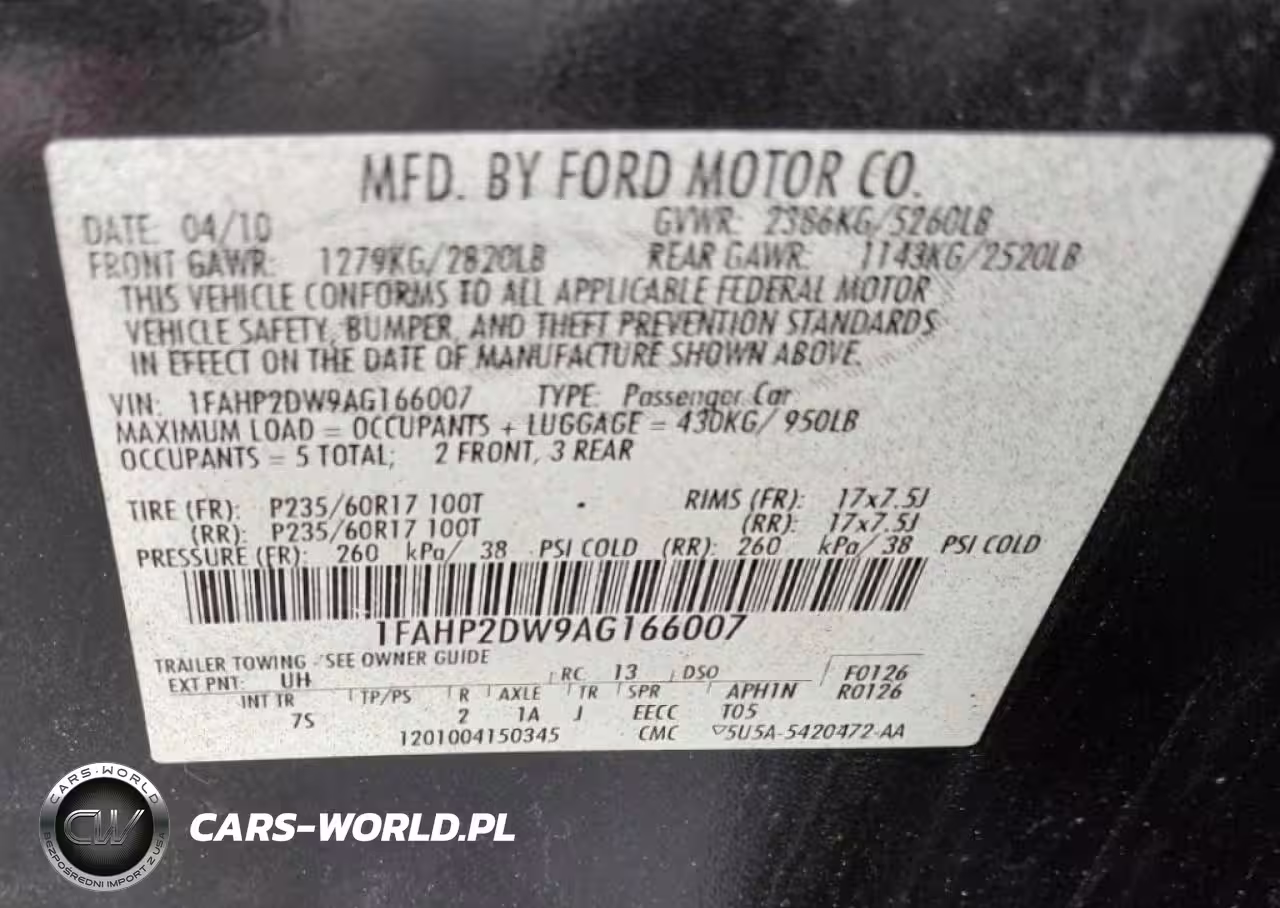 MFD. BY FORD MOTOR CO.
DATE: 04/10 GVWR: 2386KG/5260LB
FRONT GAWR: 1279KG/2820LB REAR GAWR: 1143KG/2520LB
THIS VEHICLE CONFORMS TO ALL APPLICABLE FEDERAL MOTOR
VEHICLE SAFETY, BUMPER, AND THEFT PREVENTION STANDARDS
IN EFFECT ON THE DATE OF MANUFACTURE SHOWN ABOVE.
VIN: 1FAHP2DW9AG166007 TYPE: Passenger Car
MAXIMUM LOAD = OCCUPANTS + LUGGAGE = 430KG/ 950LB
OCCUPANTS = 5 TOTAL; 2 FRONT, 3 REAR
TIRE (FR): P235/60R17 100T RIMS (FR): 17x7.5J
(RR): P235/60R17 100T (RR): 17x7.5J
PRESSURE (FR): 260 kPa/ 38 PSI COLD (RR): 260 kPa/ 38 PSI COLD
1FAHP2DW9AG166007
TRAILER TOWING - SEE OWNER GUIDE
EXT PNT: UH RC 13 DSO F0126
INT TR TP/PS R AXLE TR SPR APH1N R0126
7S 2 1A J EECC T05
1201004150345 CMC ▽5U5A-5420472-AA
CARS-WORLD
CW
BEZPOŚREDNI IMPORT Z USA
CARS-WORLD.PL